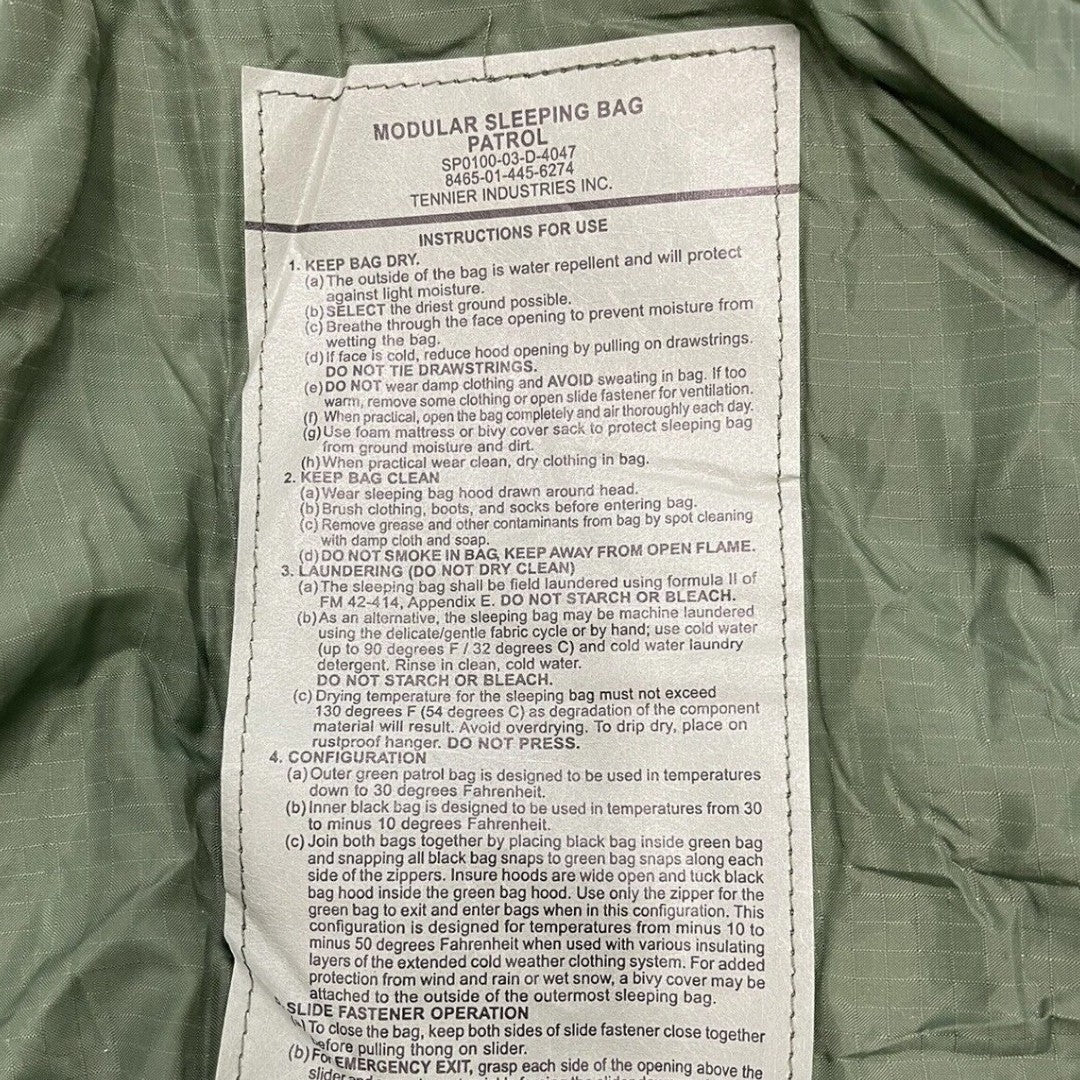 MODULAR SLEEPING BAG
PATROL
SP0100-03-D-4047
8465-01-445-6274
TENNIER INDUSTRIES INC.
INSTRUCTIONS FOR USE
1. KEEP BAG DRY.
(a) The outside of the bag is water repellent and will protect
against light moisture.
(b) SELECT the driest ground possible.
(c) Breathe through the face opening to prevent moisture from
wetting the bag.
(d) If face is cold, reduce hood opening by pulling on drawstrings.
DO NOT TIE DRAWSTRINGS.
(e) DO NOT wear damp clothing and AVOID sweating in bag. If too
warm, remove some clothing or open slide fastener for ventilation.
(f) When practical, open the bag completely and air thoroughly each day.
(g) Use foam mattress or bivy cover sack to protect sleeping bag
from ground moisture and dirt.
(h) When practical wear clean, dry clothing in bag.
2. KEEP BAG CLEAN
(a) Wear sleeping bag hood drawn around head.
(b) Brush clothing, boots, and socks before entering bag.
(c) Remove grease and other contaminants from bag by spot cleaning
with damp cloth and soap.
(d) DO NOT SMOKE IN BAG, KEEP AWAY FROM OPEN FLAME.
3. LAUNDERING (DO NOT DRY CLEAN)
(a) The sleeping bag shall be field laundered using formula II of
FM 42-414, Appendix E. DO NOT STARCH OR BLEACH.
(b) As an alternative, the sleeping bag may be machine laundered
using the delicate/gentle fabric cycle or by hand; use cold water
(up to 90 degrees F / 32 degrees C) and cold water laundry
detergent. Rinse in clean, cold water.
DO NOT STARCH OR BLEACH.
(c) Drying temperature for the sleeping bag must not exceed
130 degrees F (54 degrees C) as degradation of the component
material will result. Avoid overdrying. To drip dry, place on
rustproof hanger. DO NOT PRESS.
4. CONFIGURATION
(a) Outer green patrol bag is designed to be used in temperatures
down to 30 degrees Fahrenheit.
(b) Inner black bag is designed to be used in temperatures from 30
to minus 10 degrees Fahrenheit.
(c) Join both bags together by placing black bag inside green bag
and snapping all black bag snaps to green bag snaps along each
side of the zippers. Insure hoods are wide open and tuck black
bag hood inside the green bag hood. Use only the zipper for the
green bag to exit and enter bags when in this configuration. This
configuration is designed for temperatures from minus 10 to
minus 50 degrees Fahrenheit when used with various insulating
layers of the extended cold weather clothing system. For added
protection from wind and rain or wet snow, a bivy cover may be
attached to the outside of the outermost sleeping bag.
SLIDE FASTENER OPERATION
To close the bag, keep both sides of slide fastener close together
before pulling thong on slider.
(b) For EMERGENCY EXIT, grasp each side of the opening above the
slider